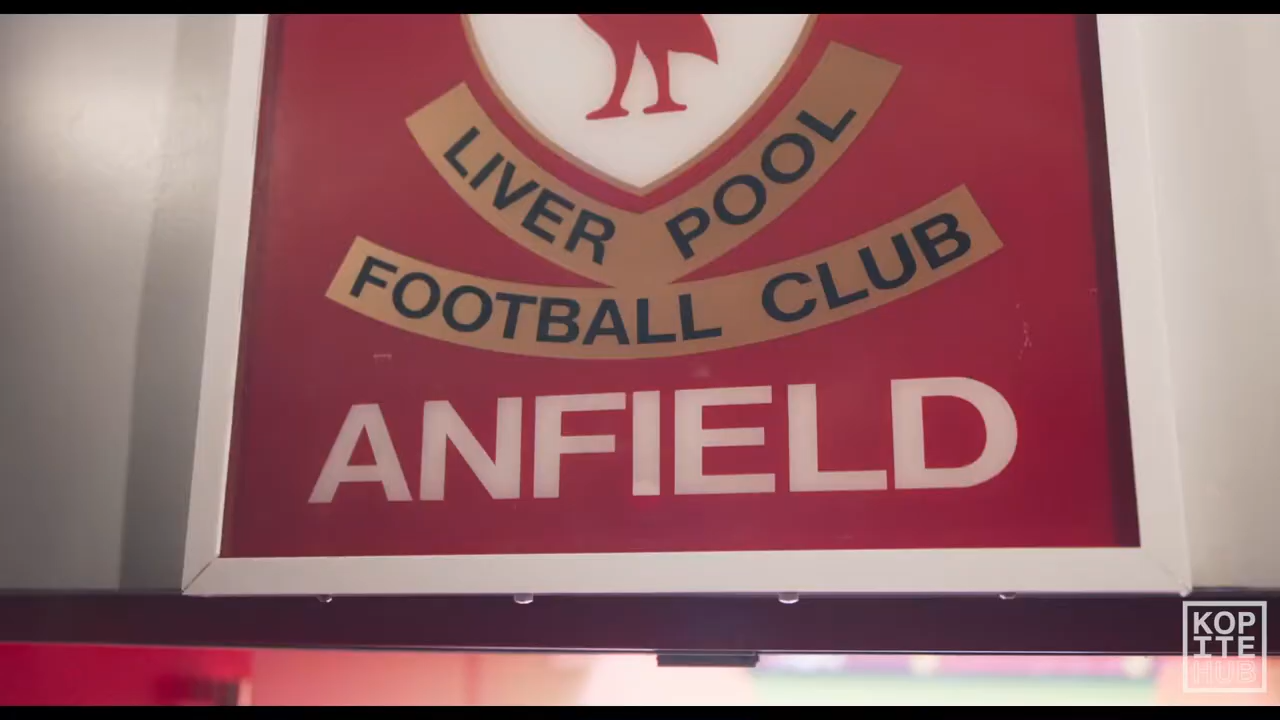 LIVER POOL
FOOTBALL CLUB
ANFIELD
KOP
ITE
HUB